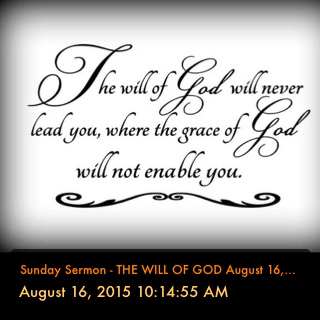 The will of God will never
lead you, where the grace of God
will not enable you.
Sunday Sermon - THE WILL OF GOD August 16,...
August 16, 2015 10:14:55 AM